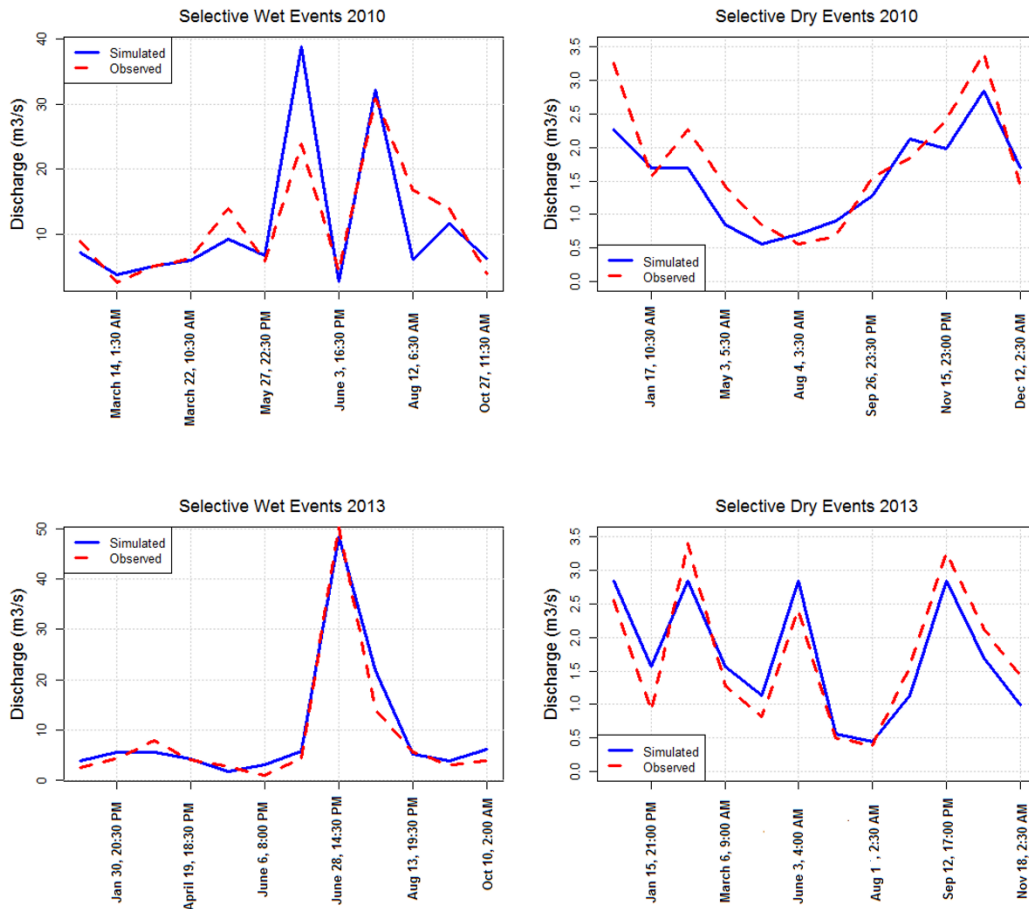 Selective Wet Events 2010
Simulated
Observed
Discharge (m3/s)
40
30
20
10
March 14, 1:30 AM
March 22, 10:30 AM
May 27, 22:30 PM
June 3, 16:30 PM
Aug 12, 6:30 AM
Oct 27, 11:30 AM
Selective Dry Events 2010
Discharge (m3/s)
3.5
3.0
2.5
2.0
1.5
1.0
0.5
0.0
Simulated
Observed
Jan 17, 10:30 AM
May 3, 5:30 AM
Aug 4, 3:30 AM
Sep 26, 23:30 PM
Nov 15, 23:00 PM
Dec 12, 2:30 AM
Selective Wet Events 2013
Simulated
Observed
Discharge (m3/s)
50
40
30
20
10
0
Jan 30, 20:30 PM
April 19, 18:30 PM
June 6, 8:00 PM
June 28, 14:30 PM
Aug 13, 19:30 PM
Oct 10, 2:00 AM
Selective Dry Events 2013
Discharge (m3/s)
3.5
3.0
2.5
2.0
1.5
1.0
0.5
0.0
Simulated
Observed
Jan 15, 21:00 PM
March 6, 9:00 AM
June 3, 4:00 AM
Aug 1 , 2:30 AM
Sep 12, 17:00 PM
Nov 18, 2:30 AM